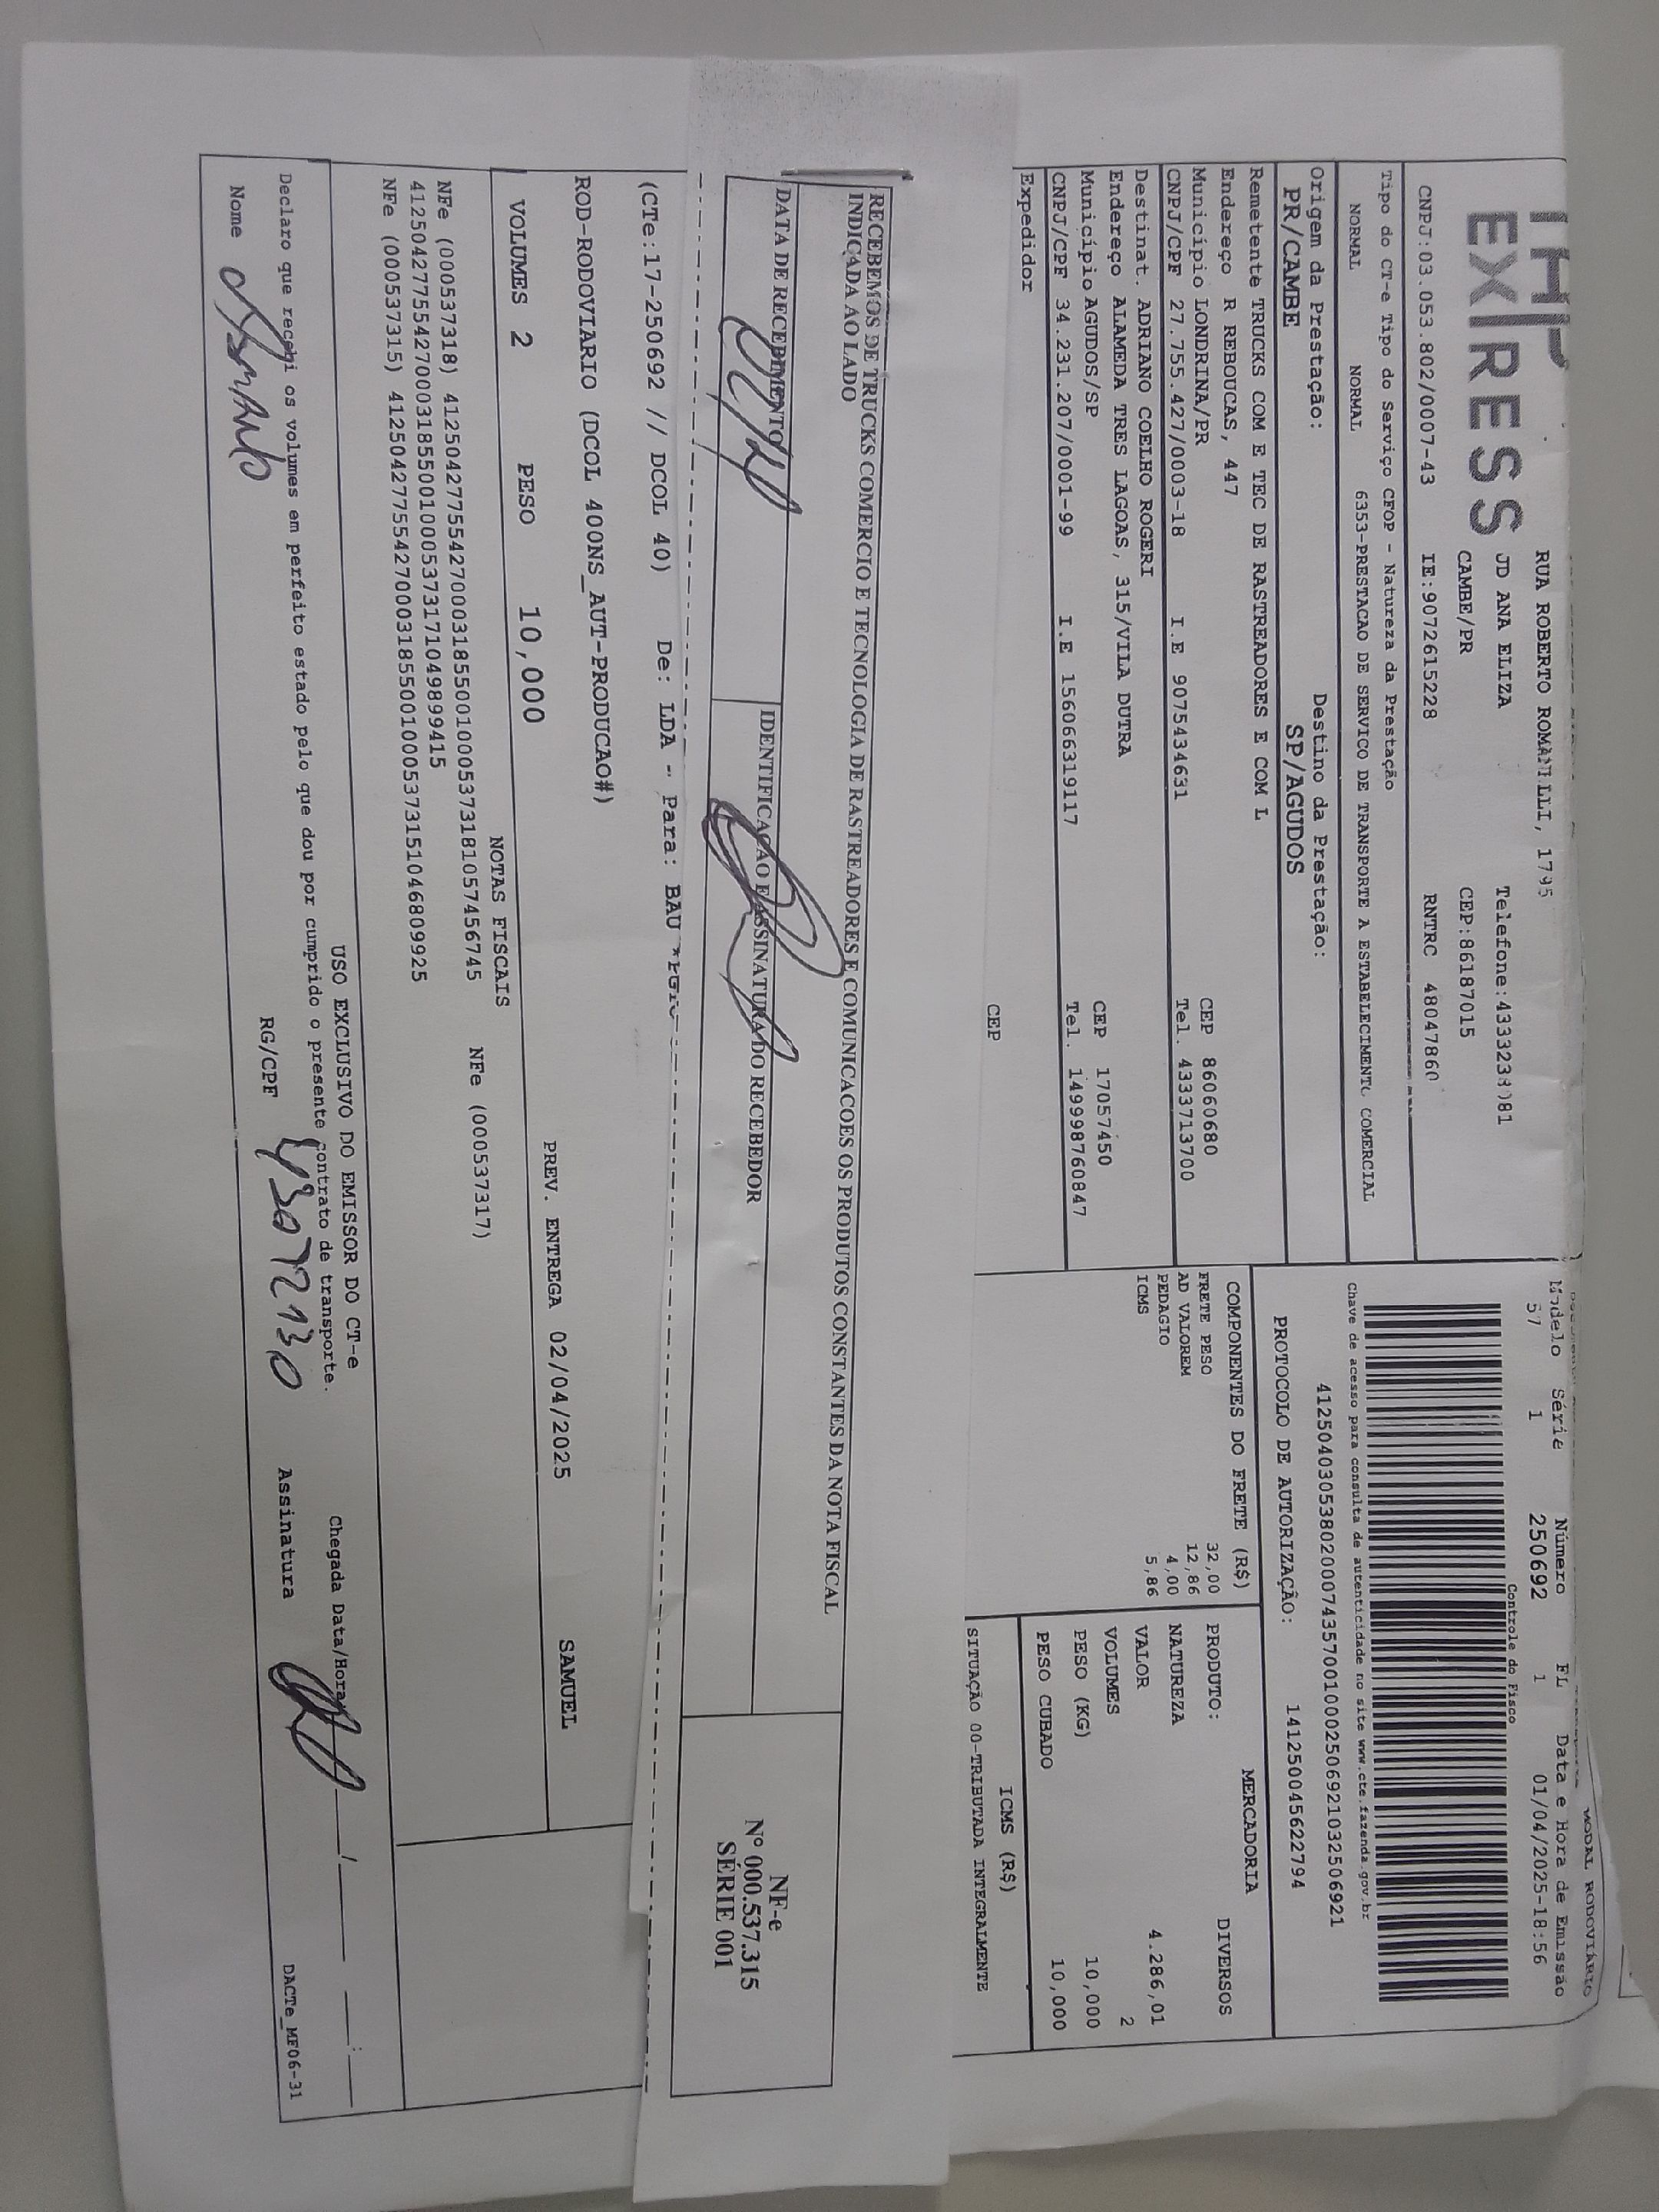 EXPRESS
RUA ROBERTO ROMANILLI, 1795
JD ANA ELIZA
Telefone:
CAMBE/PR
CEP:86187015
CNPJ:03.053.802/0007-43 IE:9072615228 RNTRC 48047860
Tipo do CT-e Tipo do Serviço CFOP - Natureza da Prestação
NORMAL NORMAL 6353-PRESTACAO DE SERVICO DE TRANSPORTE A ESTABELECIMENTO COMERCIAL
Origem da Prestação: Destino da Prestação:
PR/CAMBE SP/AGUDOS
MODAL RODOVIÁRIO
Modelo Série Número FL Data e Hora de Emissão
57 1 250692 1 01/04/2025-18:56
Controle do Fisco
Chave de acesso para consulta de autenticidade no site www.cte.fazenda.gov.br
41250403053802000743570010002506921032506921
PROTOCOLO DE AUTORIZAÇÃO: 141250045622794
Remetente TRUCKS COM E TEC DE RASTREADORES E COM L
Endereço R REBOUCAS, 447
Município LONDRINA/PR CEP 86060680
CNPJ/CPF 27.755.427/0003-18 I.E 9075434631 Tel. 4333713700
Destinat. ADRIANO COELHO ROGERI
Endereço ALAMEDA TRES LAGOAS, 315/VILA DUTRA
Município AGUDOS/SP CEP 17057450
CNPJ/CPF 34.231.207/0001-99 I.E 156066319117 Tel. 149998760847
Expedidor
CEP
COMPONENTES DO FRETE (R$)
FRETE PESO 32,00
AD VALOREM 12,86
PEDAGIO 4,00
ICMS 5,86
MERCADORIA
PRODUTO: DIVERSOS
NATUREZA
VALOR 4.286,01
VOLUMES 2
PESO (KG) 10,000
PESO CUBADO 10,000
ICMS (R$)
SITUAÇÃO 00-TRIBUTADA INTEGRALMENTE
RECEBEMOS DE TRUCKS COMERCIO E TECNOLOGIA DE RASTREADORES E COMUNICACOES OS PRODUTOS CONSTANTES DA NOTA FISCAL
INDICADA AO LADO
DATA DE RECEBIMENTO
IDENTIFICAÇÃO E ASSINATURA DO RECEBEDOR
NF-e
Nº 000.537.315
SÉRIE 001
(CTe:17-250692 // DCOL 40) De: LDA - Para: BAU
ROD-RODOVIARIO (DCOL 400NS_AUT-PRODUCAO#)
VOLUMES 2 PESO 10,000 PREV. ENTREGA 02/04/2025 SAMUEL
NOTAS FISCAIS
NFe (000537318) 41250427755427000318550010005373181057456745 NFe (000537317)
41250427755427000318550010005373171049899415
NFe (000537315) 41250427755427000318550010005373151046809925
USO EXCLUSIVO DO EMISSOR DO CT-e
Declaro que recebi os volumes em perfeito estado pelo que dou por cumprido o presente contrato de transporte.
Chegada Data/Hora
Nome
RG/CPF
Assinatura
DACTe_MF06-31